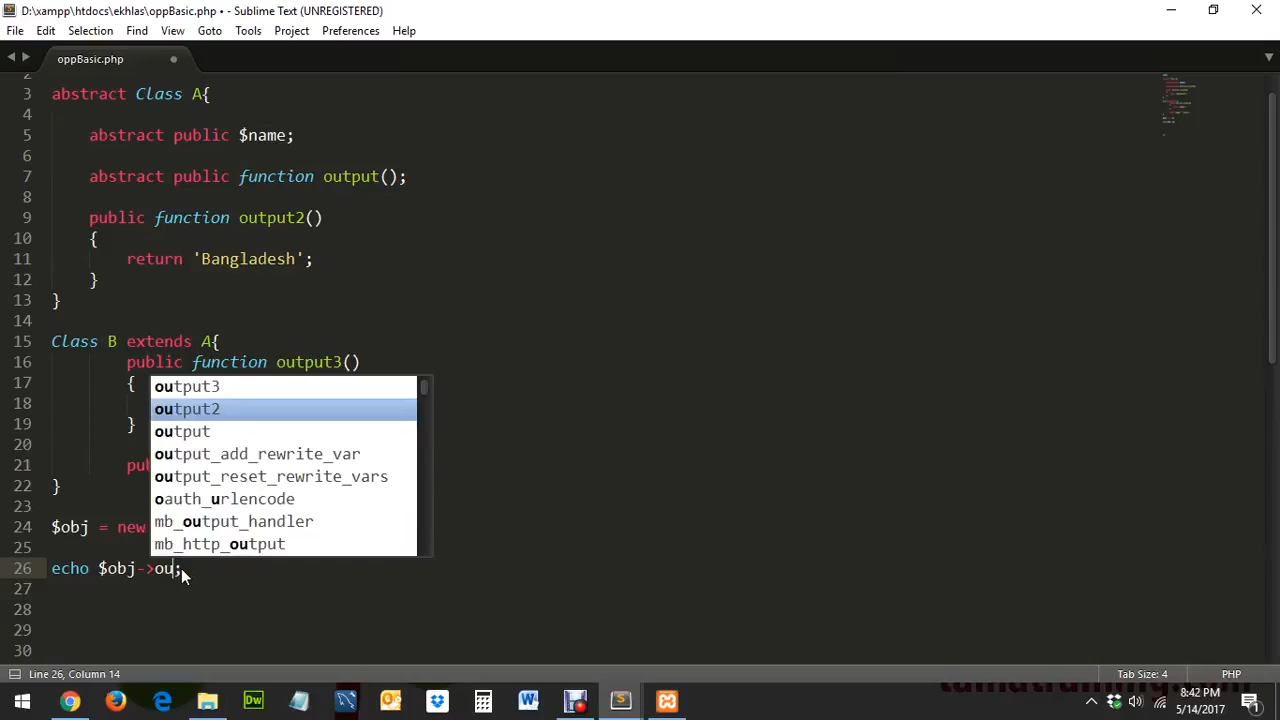 D:\xampp\htdocs\ekhlas\oppBasic.php • - Sublime Text (UNREGISTERED)
File Edit Selection Find View Goto Tools Project Preferences Help
oppBasic.php
2
3 abstract Class A{
4
5 abstract public $name;
6
7 abstract public function output();
8
9 public function output2()
10 {
11 return 'Bangladesh';
12 }
13 }
14
15 Class B extends A{
16 public function output3()
17 {
output3
18
output2
19 }
output
20
output_add_rewrite_var
21 pu
output_reset_rewrite_vars
22 }
oauth_urlencode
23
mb_output_handler
24 $obj = new
mb_http_output
25
26 echo $obj->ou;
27
28
29
30
Line 26, Column 14 Tab Size: 4 PHP
8:42 PM
5/14/2017